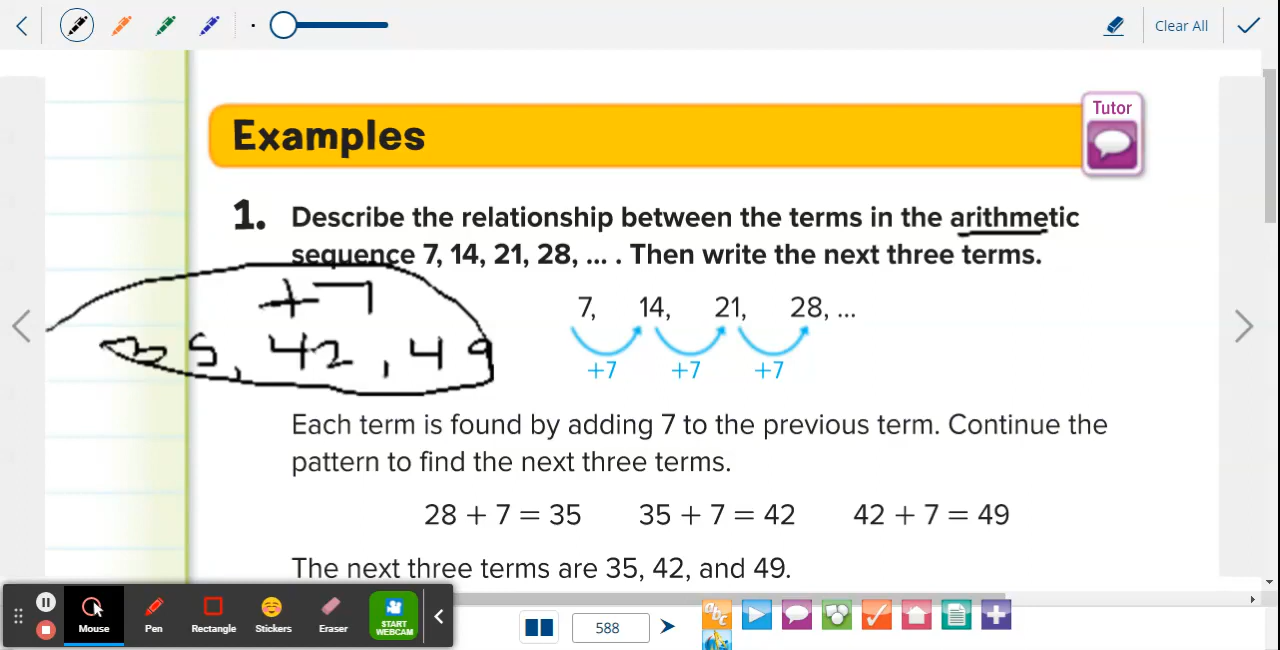 Clear All
Tutor
Examples
1. Describe the relationship between the terms in the arithmetic
sequence 7, 14, 21, 28, ... . Then write the next three terms.
+7
35, 42, 49
7, 14, 21, 28, ...
+7 +7 +7
Each term is found by adding 7 to the previous term. Continue the
pattern to find the next three terms.
28 + 7 = 35 35 + 7 = 42 42 + 7 = 49
The next three terms are 35, 42, and 49.
Mouse Pen Rectangle Stickers Eraser START
WEBCAM
588
abc